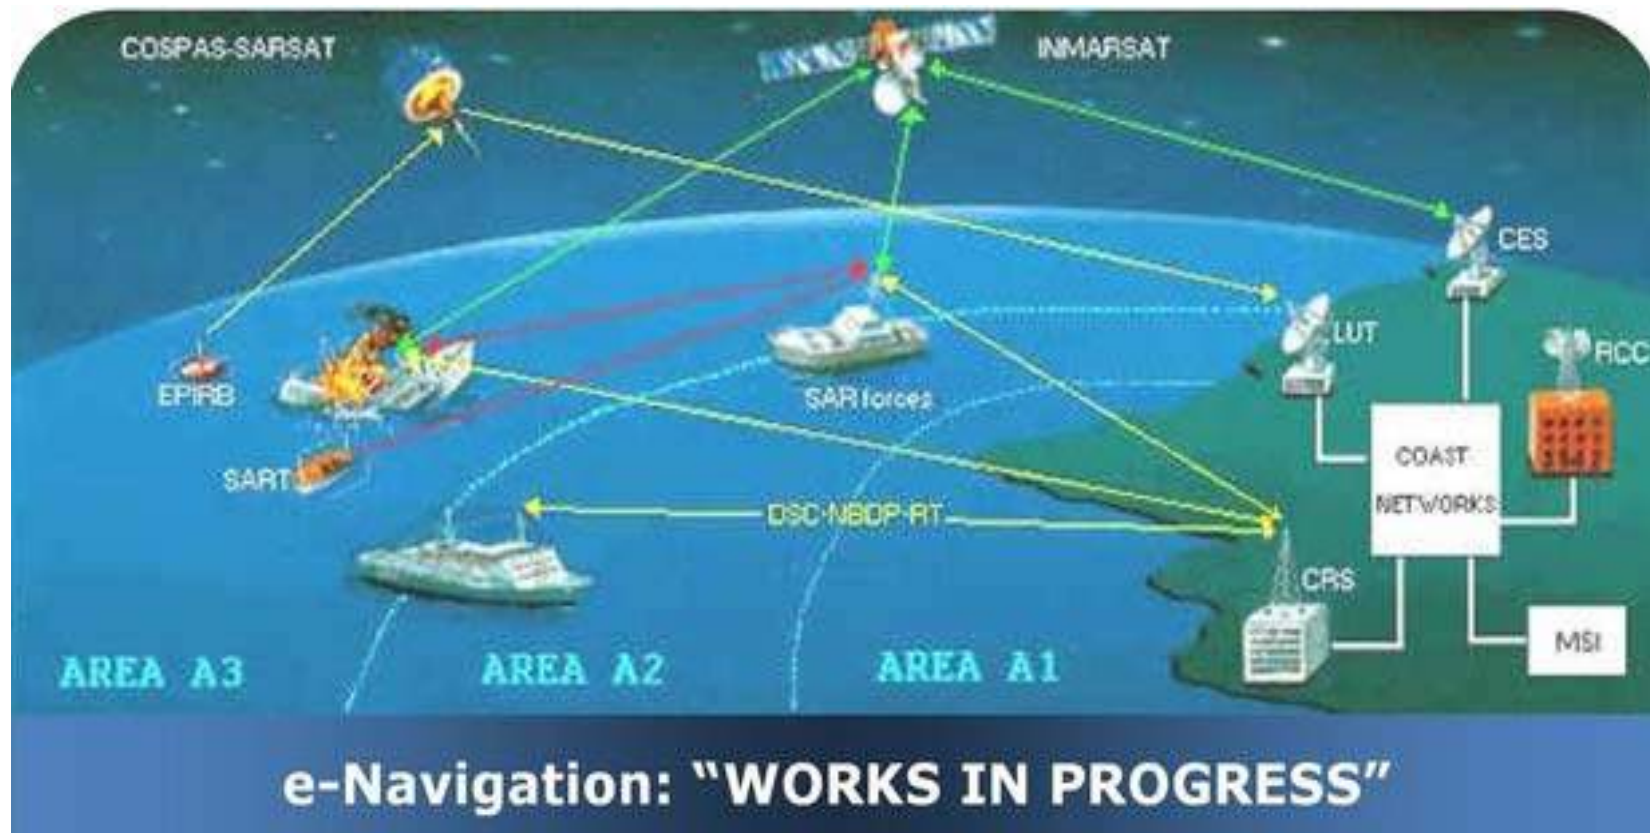 COSPAS-SARSAT
INMARSAT
CES
LUT
RCC
EPIRB
SAR forces
COAST
NETWORKS
SART
DSC-NBDP-RT
CRS
MSI
AREA A3
AREA A2
AREA A1
e-Navigation: “WORKS IN PROGRESS”